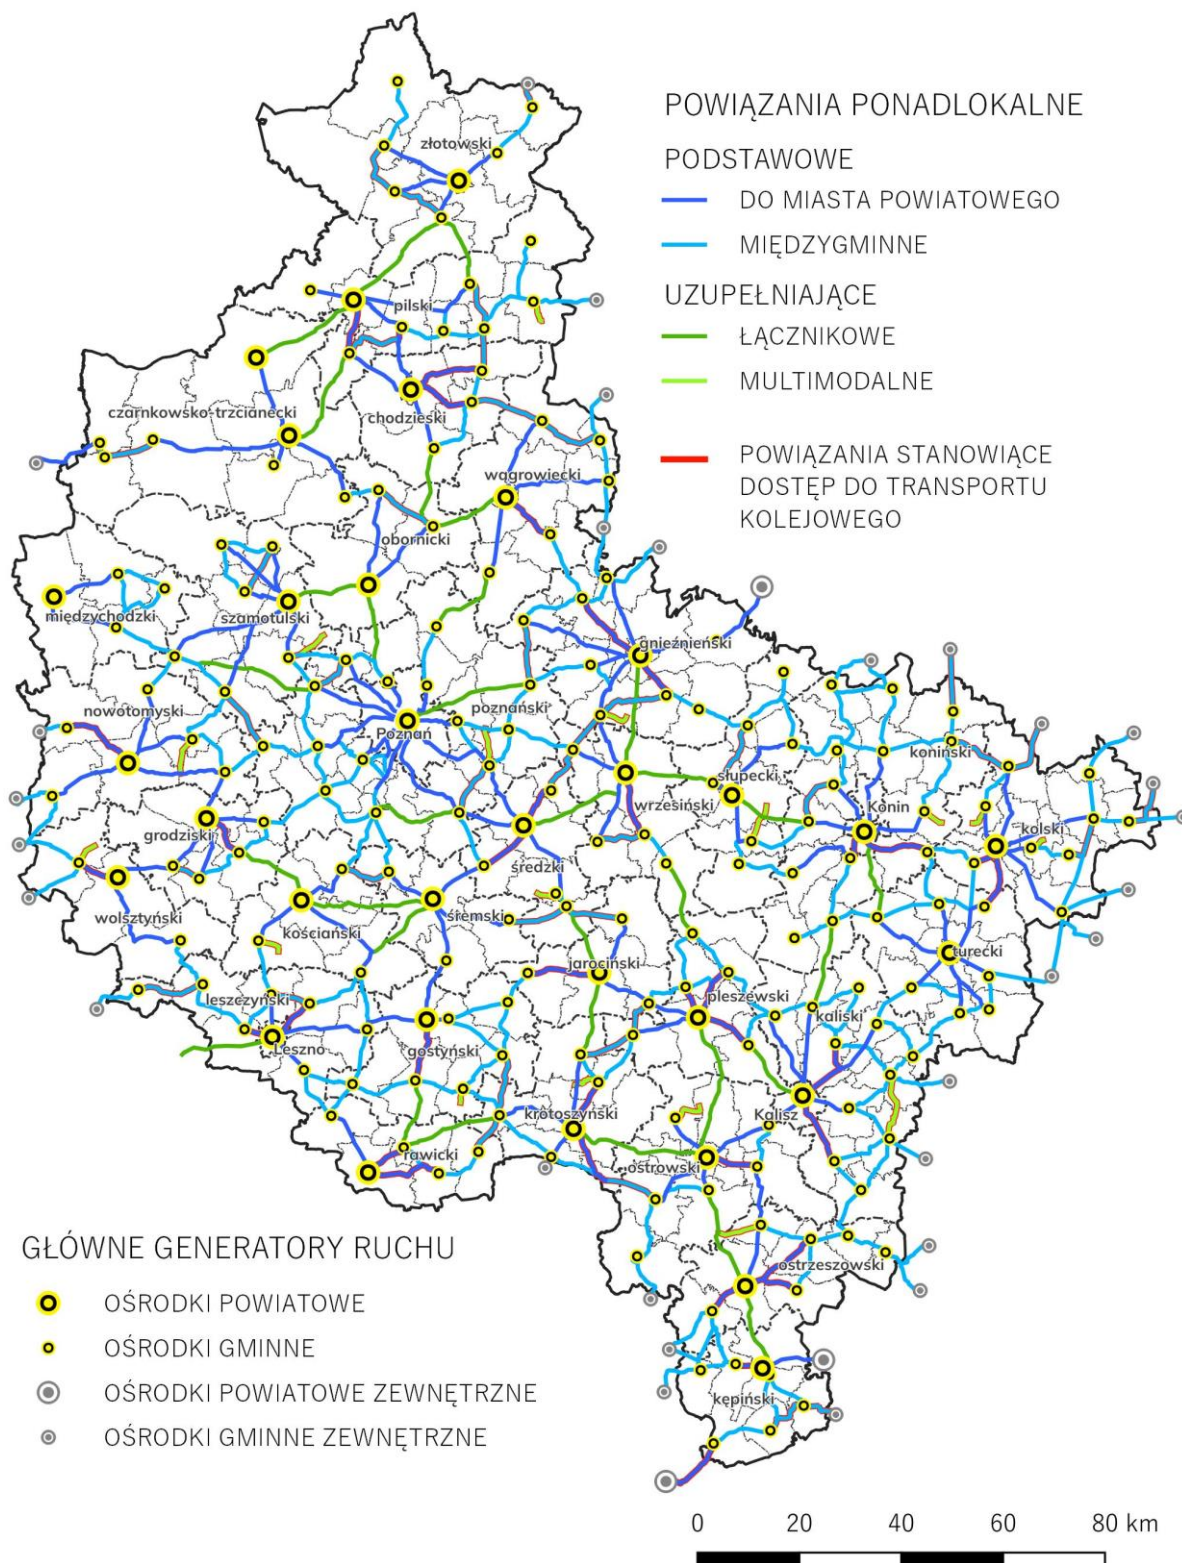 POWIĄZANIA PONADLOKALNE
PODSTAWOWE
DO MIASTA POWIATOWEGO
MIĘDZYGMINNE
UZUPEŁNIAJĄCE
ŁĄCZNIKOWE
MULTIMODALNE
POWIĄZANIA STANOWIĄCE
DOSTĘP DO TRANSPORTU
KOLEJOWEGO
złotowski
pilski
czarnkowsko-trzcianecki
chodzieski
wągrowiecki
obornicki
międzychodzki
szamotulski
gnieźnieński
nowotomyski
poznański
Poznań
koniński
słupecki
wrzesiński
Konin
kolski
grodziski
średzki
wolsztyński
śremski
kościański
turecki
jarociński
pleszewski
leszczyński
kaliski
Leszno
gostyński
Kalisz
krotoszyński
rawicki
ostrowski
ostrzeszowski
kępiński
GŁÓWNE GENERATORY RUCHU
OŚRODKI POWIATOWE
OŚRODKI GMINNE
OŚRODKI POWIATOWE ZEWNĘTRZNE
OŚRODKI GMINNE ZEWNĘTRZNE
0 20 40 60 80 km